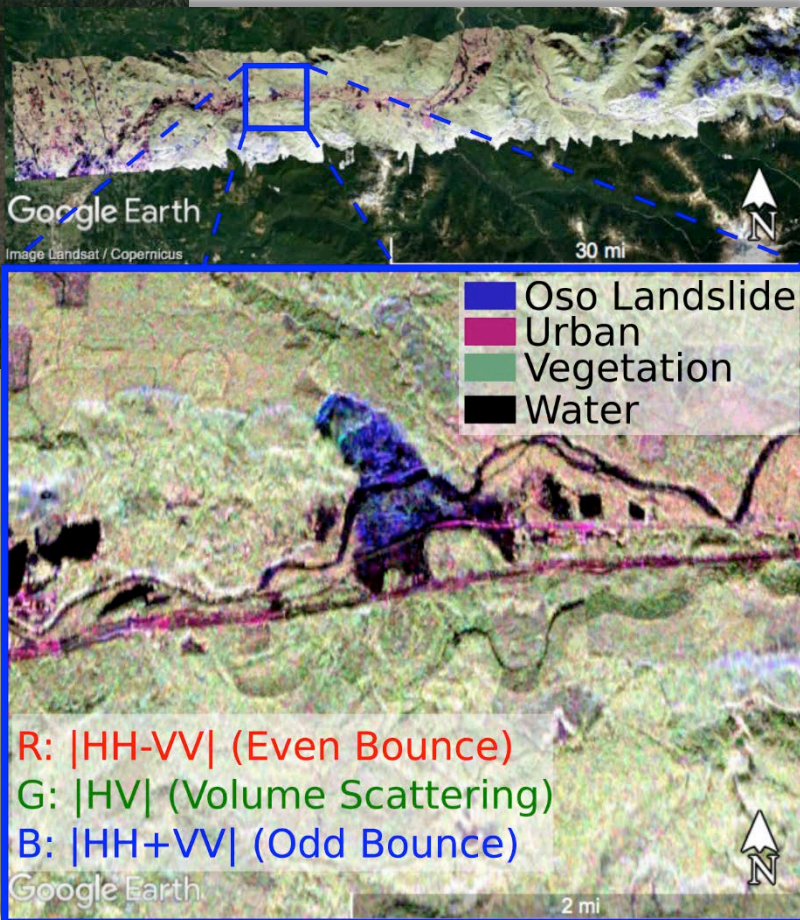 Google Earth
Image Landsat / Copernicus
30 mi
N
Oso Landslide
Urban
Vegetation
Water
R: |HH-VV| (Even Bounce)
G: |HV| (Volume Scattering)
B: |HH+VV| (Odd Bounce)
Google Earth
2 mi
N